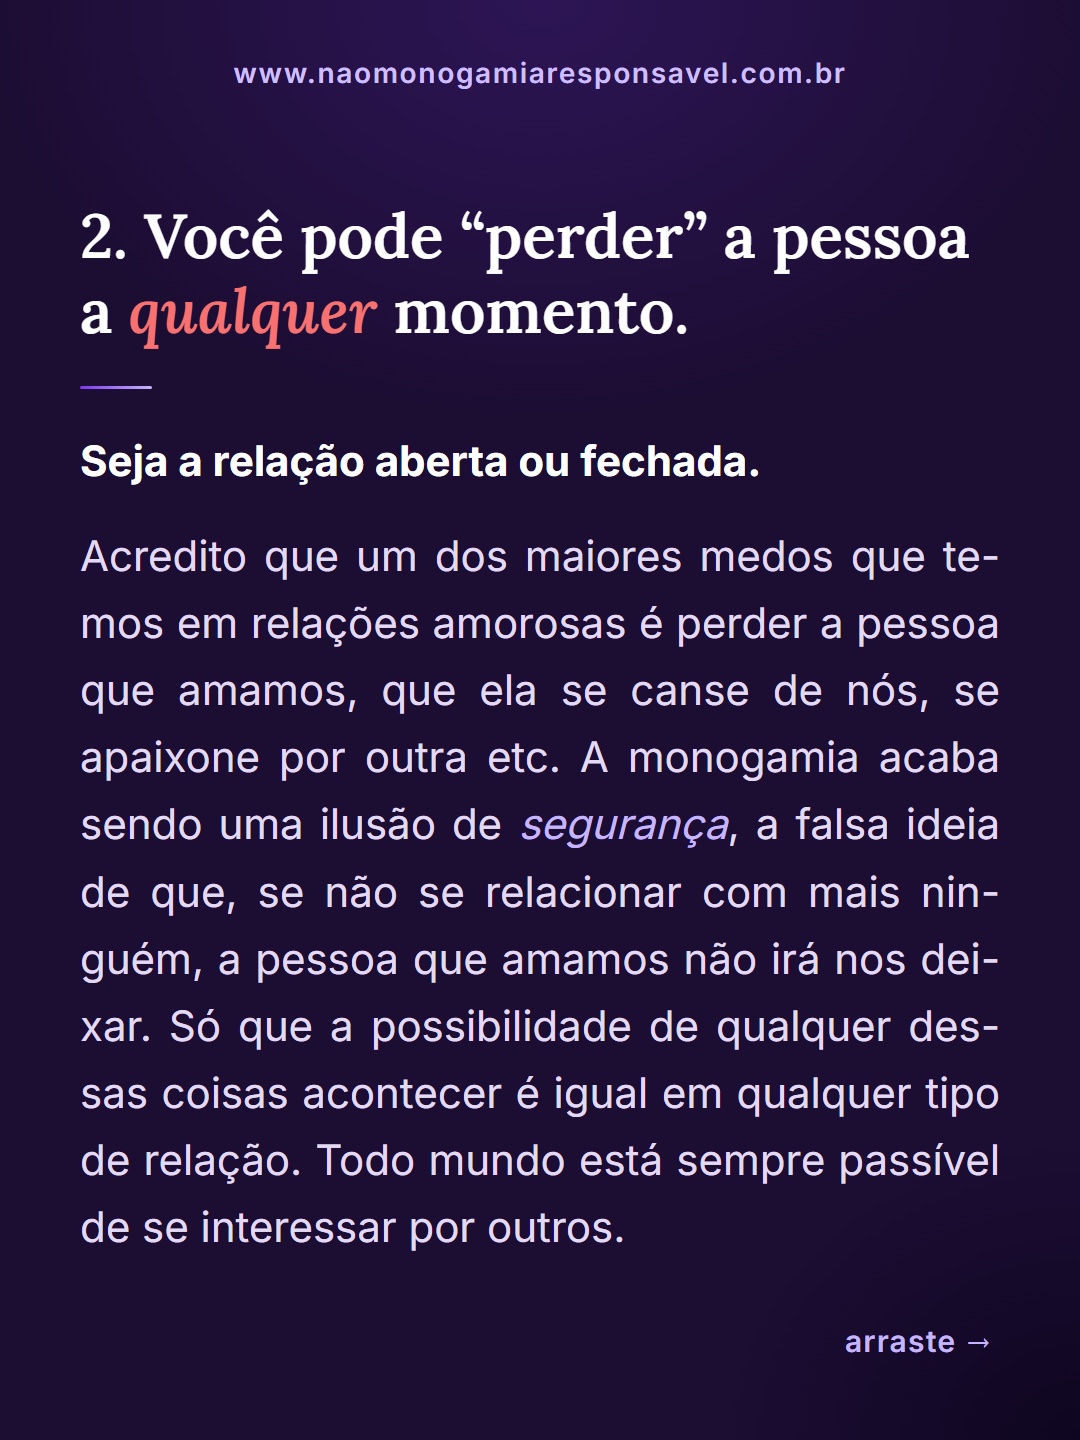 www.naomonogamiaresponsavel.com.br
2. Você pode “perder” a pessoa
a qualquer momento.
Seja a relação aberta ou fechada.
Acredito que um dos maiores medos que te-
mos em relações amorosas é perder a pessoa
que amamos, que ela se canse de nós, se
apaixone por outra etc. A monogamia acaba
sendo uma ilusão de segurança, a falsa ideia
de que, se não se relacionar com mais nin-
guém, a pessoa que amamos não irá nos dei-
xar. Só que a possibilidade de qualquer des-
sas coisas acontecer é igual em qualquer tipo
de relação. Todo mundo está sempre passível
de se interessar por outros.
arraste →